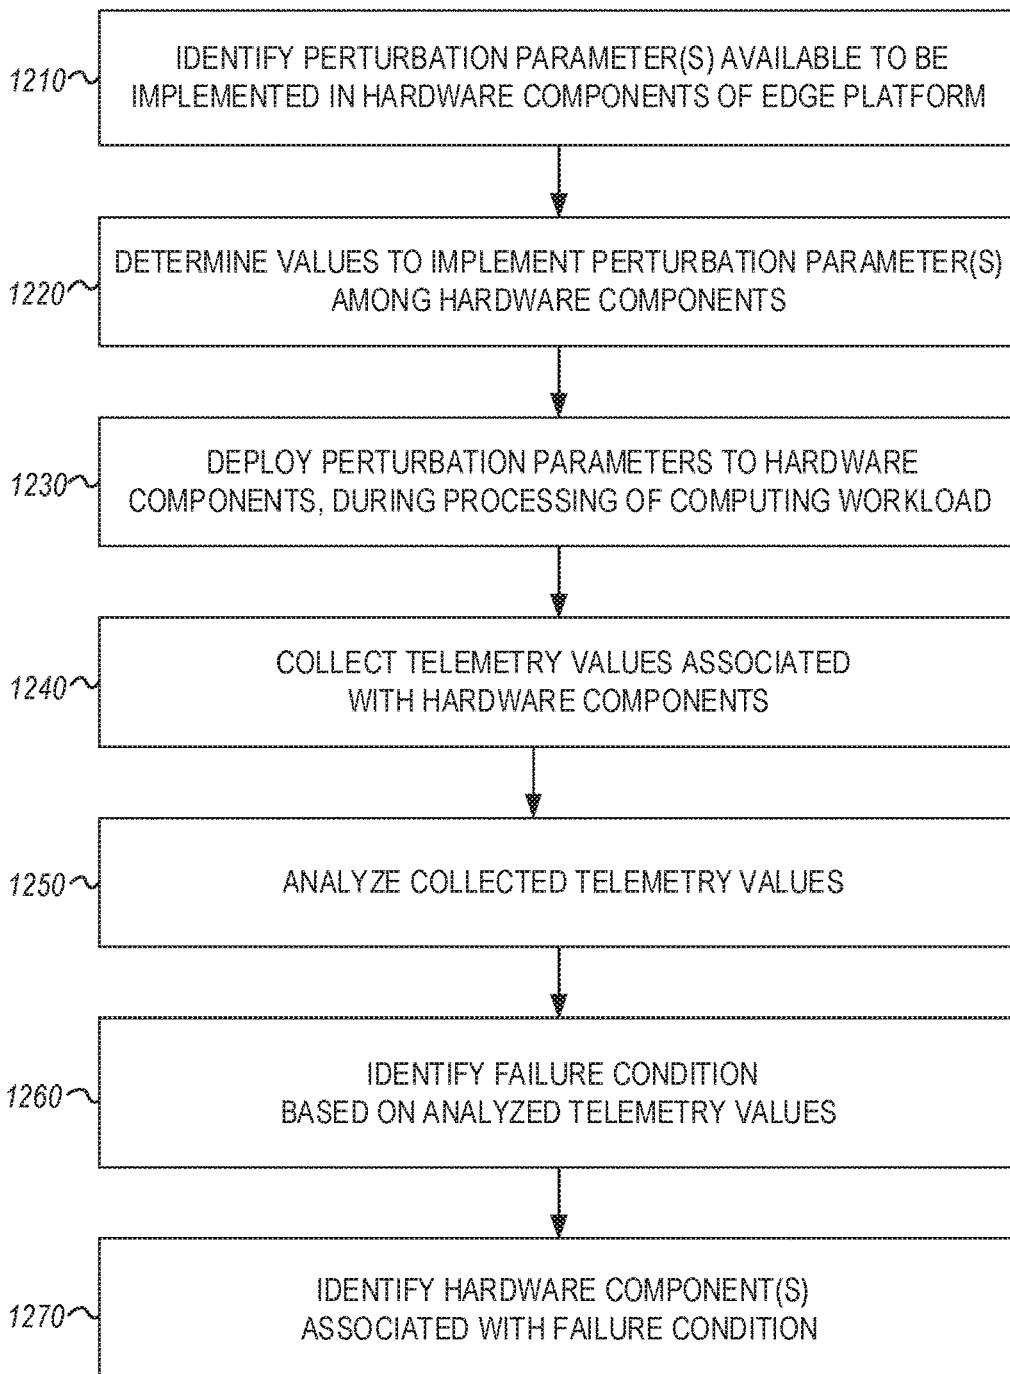 1210
IDENTIFY PERTURBATION PARAMETER(S) AVAILABLE TO BE
IMPLEMENTED IN HARDWARE COMPONENTS OF EDGE PLATFORM
1220
DETERMINE VALUES TO IMPLEMENT PERTURBATION PARAMETER(S)
AMONG HARDWARE COMPONENTS
1230
DEPLOY PERTURBATION PARAMETERS TO HARDWARE
COMPONENTS, DURING PROCESSING OF COMPUTING WORKLOAD
1240
COLLECT TELEMETRY VALUES ASSOCIATED
WITH HARDWARE COMPONENTS
1250
ANALYZE COLLECTED TELEMETRY VALUES
1260
IDENTIFY FAILURE CONDITION
BASED ON ANALYZED TELEMETRY VALUES
1270
IDENTIFY HARDWARE COMPONENT(S)
ASSOCIATED WITH FAILURE CONDITION